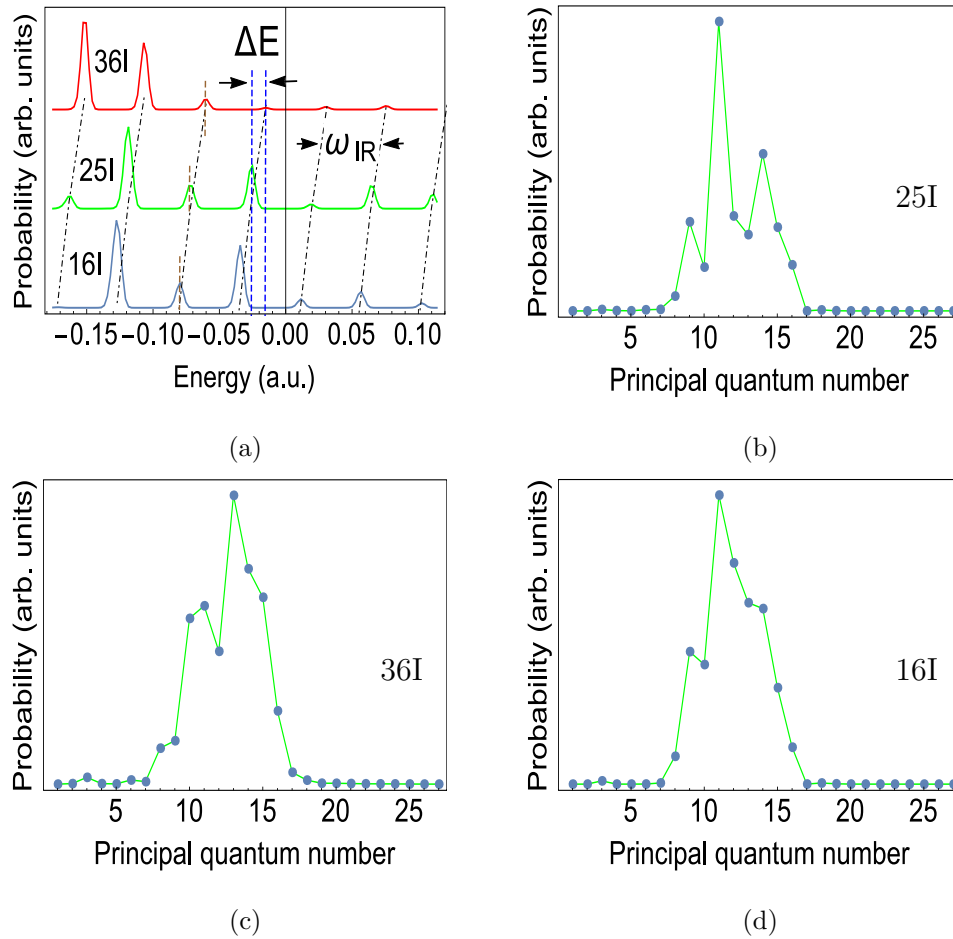 Probability (arb. units)
36I
25I
16I
ΔE
ω IR
−0.15 −0.10 −0.05 0.00 0.05 0.10
Energy (a.u.)
(a)
Probability (arb. units)
25I
5 10 15 20 25
Principal quantum number
(b)
Probability (arb. units)
36I
5 10 15 20 25
Principal quantum number
(c)
Probability (arb. units)
16I
5 10 15 20 25
Principal quantum number
(d)